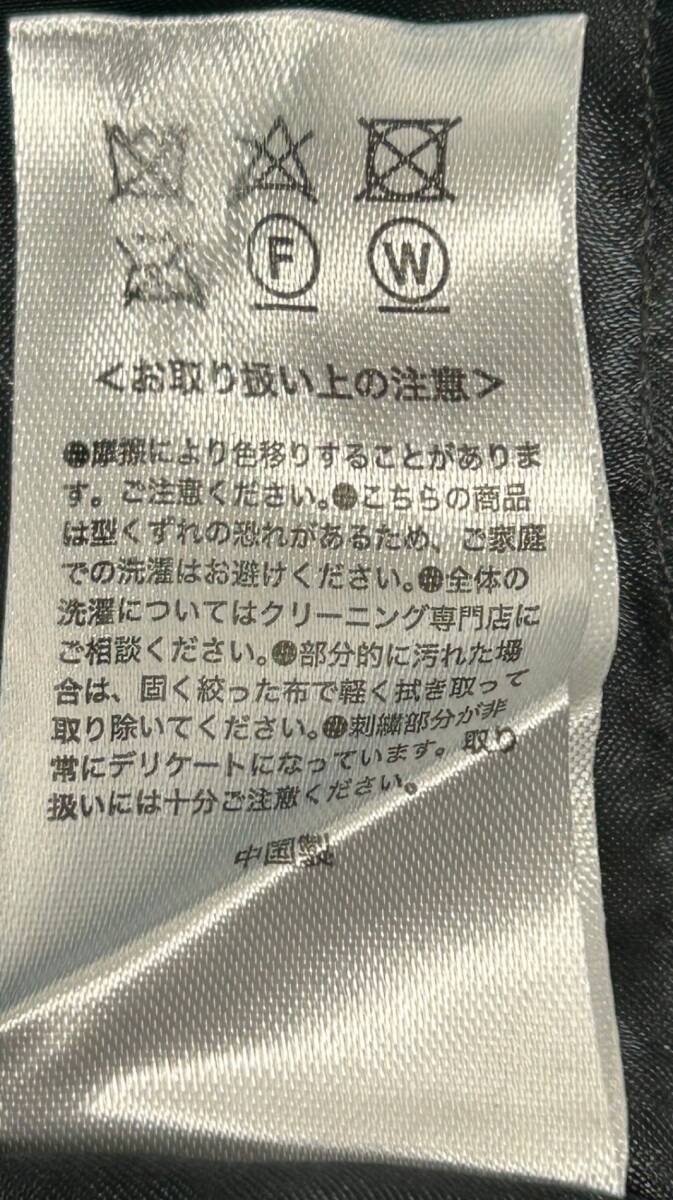 F W
<お取り扱い上の注意>
●摩擦により色移りすることがありま
す。ご注意ください。●こちらの商品
は型くずれの恐れがあるため、ご家庭
での洗濯はお避けください。●全体の
洗濯についてはクリーニング専門店に
ご相談ください。●部分的に汚れた場
合は、固く絞った布で軽く拭き取って
取り除いてください。●刺繍部分が非
常にデリケートになっています。取り
扱いには十分ご注意ください。
中国製